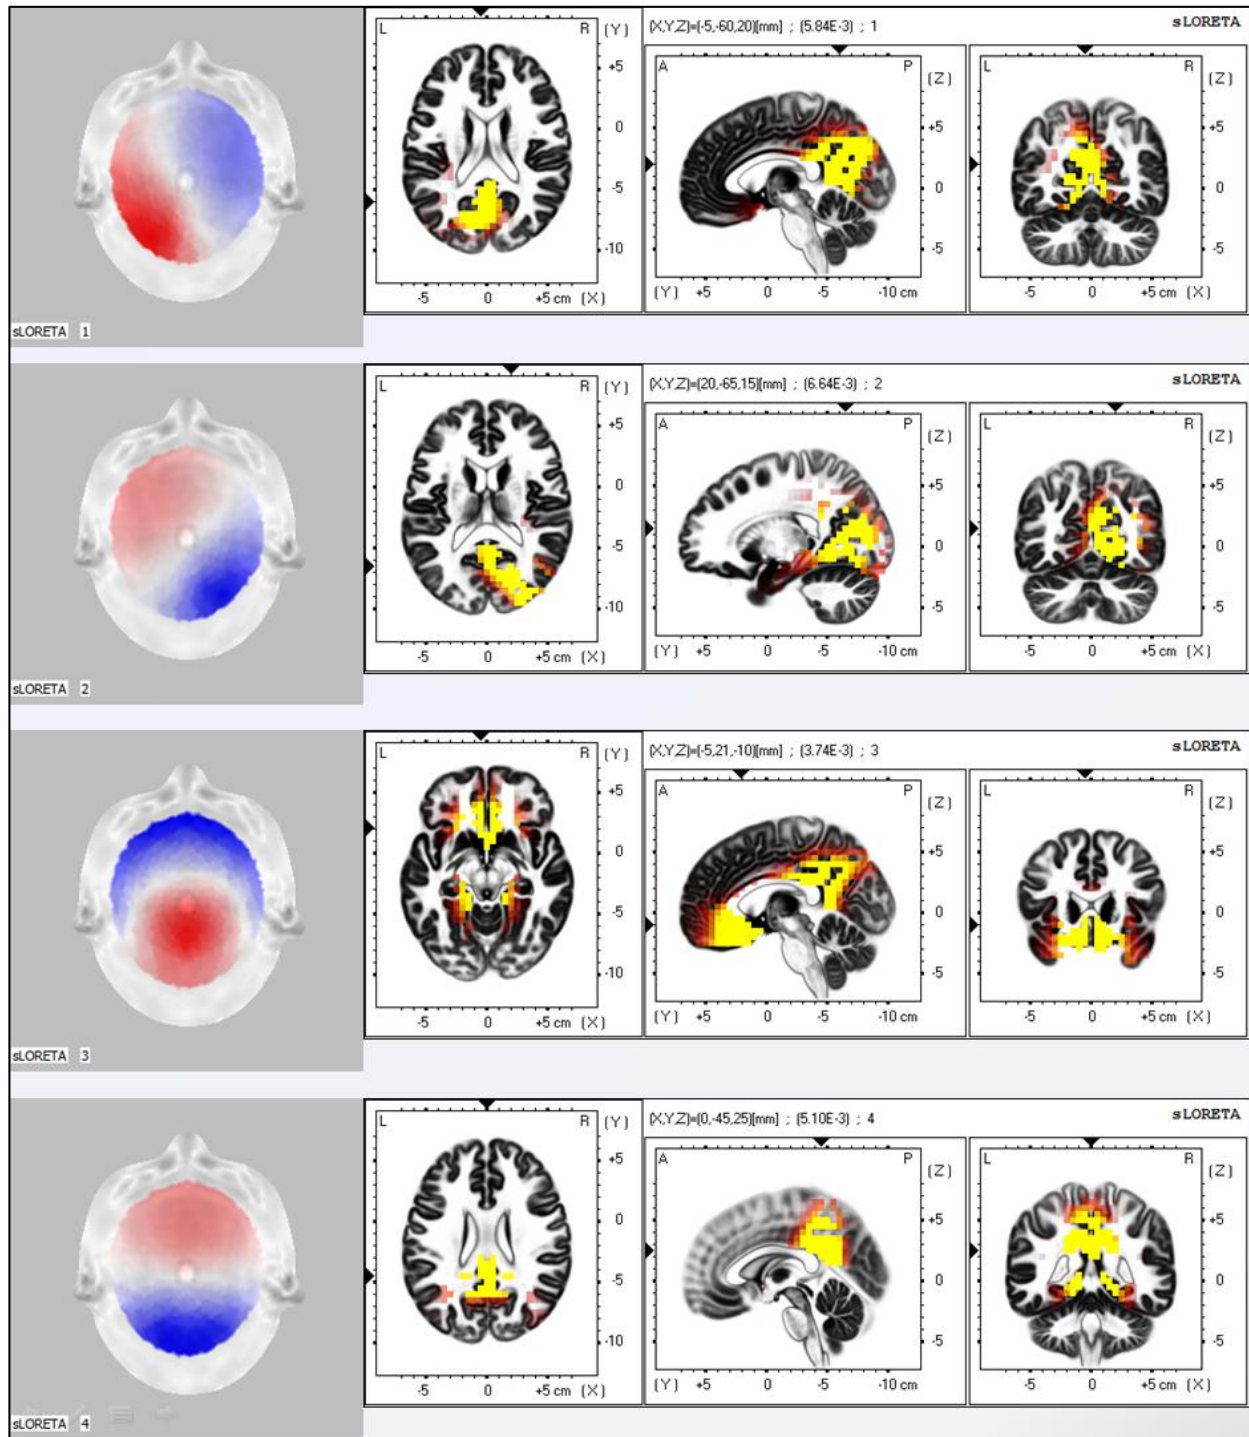 L R (Y) (X,Y,Z)=(-5,-60,20)[mm] ; (5.84E-3) ; 1 sLORETA
A P (Z) L R (Z)
+5 0 -5 -10
+5 0 -5
+5 0 -5
-5 0 +5 cm (X) (Y) +5 0 -5 -10 cm -5 0 +5 cm (X)
sLORETA 1
L R (Y) (X,Y,Z)=(20,-65,15)[mm] ; (6.64E-3) ; 2 sLORETA
A P (Z) L R (Z)
+5 0 -5 -10
+5 0 -5
+5 0 -5
-5 0 +5 cm (X) (Y) +5 0 -5 -10 cm -5 0 +5 cm (X)
sLORETA 2
L R (Y) (X,Y,Z)=(-5,21,-10)[mm] ; (3.74E-3) ; 3 sLORETA
A P (Z) L R (Z)
+5 0 -5 -10
+5 0 -5
+5 0 -5
-5 0 +5 cm (X) (Y) +5 0 -5 -10 cm -5 0 +5 cm (X)
sLORETA 3
L R (Y) (X,Y,Z)=(0,-45,25)[mm] ; (5.10E-3) ; 4 sLORETA
A P (Z) L R (Z)
+5 0 -5 -10
+5 0 -5
+5 0 -5
-5 0 +5 cm (X) (Y) +5 0 -5 -10 cm -5 0 +5 cm (X)
sLORETA 4